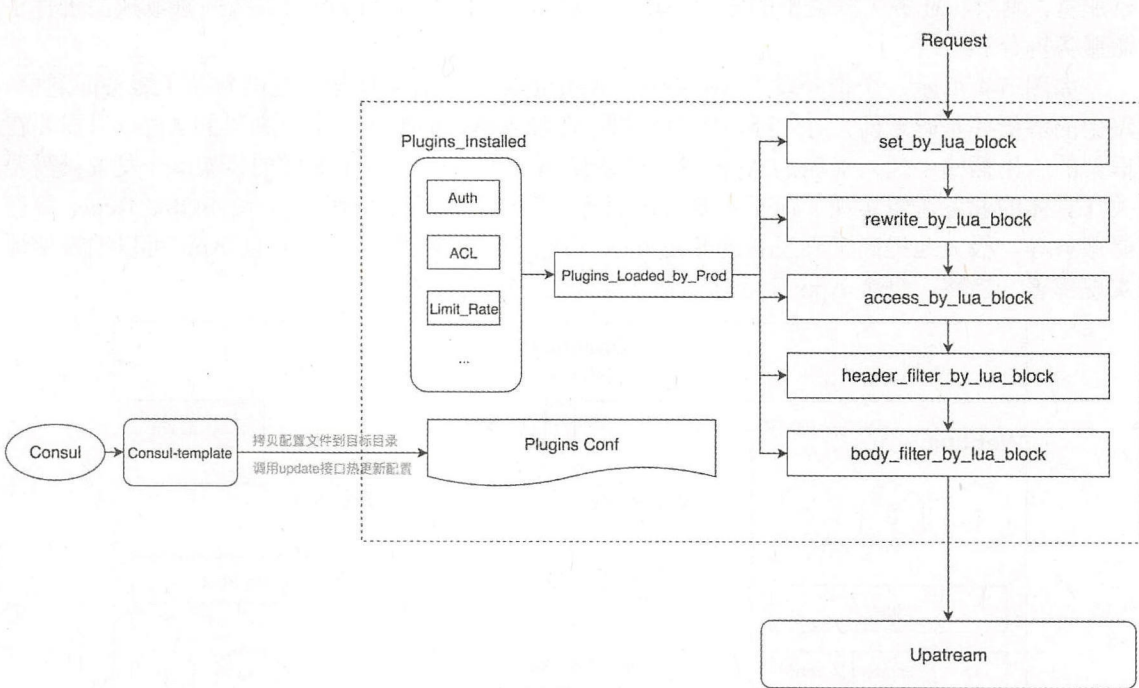 Request
Plugins_Installed
Auth
ACL
Limit_Rate
...
Plugins_Loaded_by_Prod
set_by_lua_block
rewrite_by_lua_block
access_by_lua_block
header_filter_by_lua_block
body_filter_by_lua_block
Consul
Consul-template
拷贝配置文件到目标目录
调用update接口热更新配置
Plugins Conf
Upatream